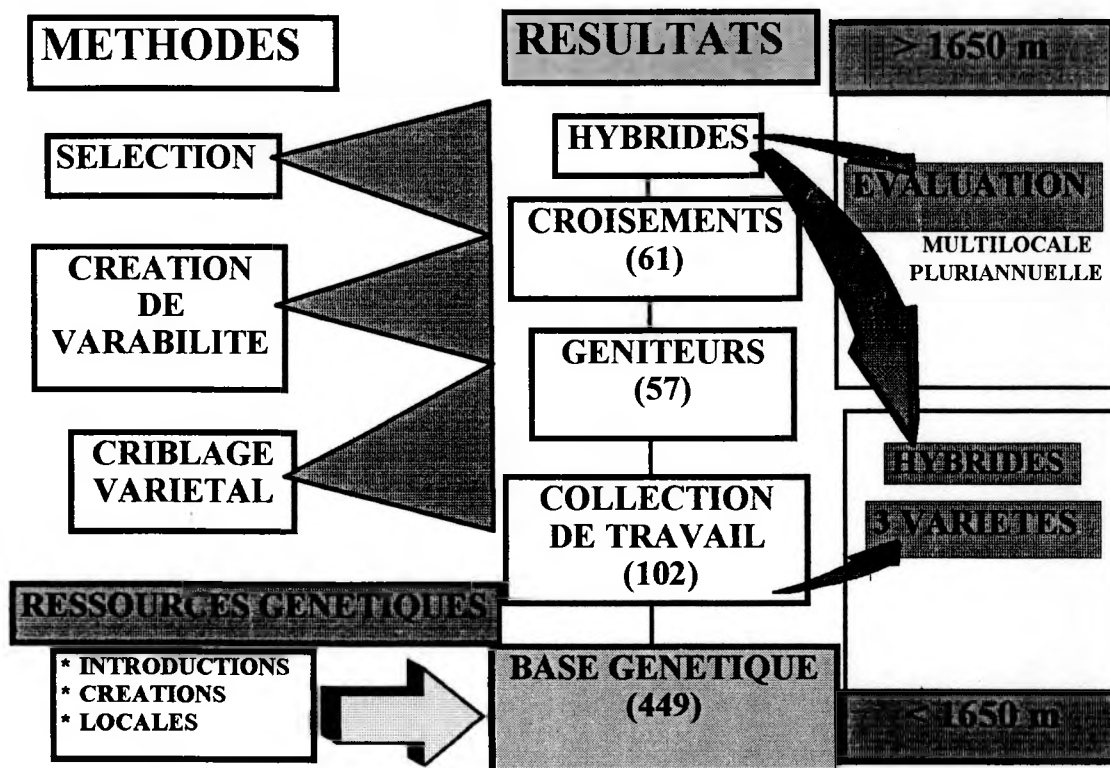 METHODES
SELECTION
CREATION
DE
VARABILITE
CRIBLAGE
VARIETAL
RESSOURCES GENETIQUES
* INTRODUCTIONS
* CREATIONS
* LOCALES
RESULTATS
HYBRIDES
CROISEMENTS
(61)
GENITEURS
(57)
COLLECTION
DE TRAVAIL
(102)
BASE GENETIQUE
(449)
> 1650 m
EVALUATION
MULTILOCALE
PLURIANNUELLE
HYBRIDES
3 VARIETES
< 1650 m